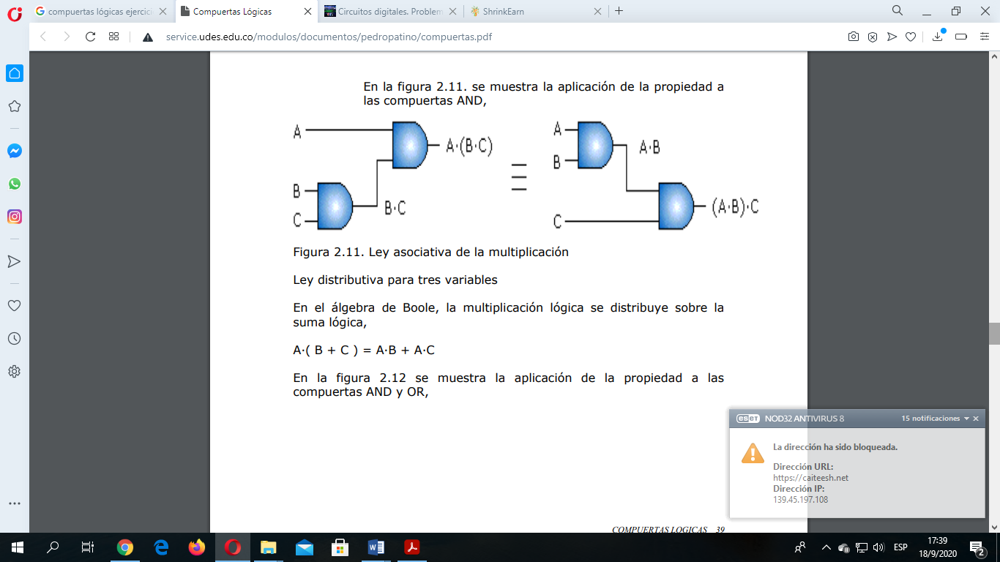 compuertas lógicas ejercici
Compuertas Lógicas
Circuitos digitales. Problem
ShrinkEarn
service.udes.edu.co/modulos/documentos/pedropatino/compuertas.pdf
En la figura 2.11. se muestra la aplicación de la propiedad a
las compuertas AND,
A
A·(B·C)
B
C
B·C
A
B
A·B
C
(A·B)·C
Figura 2.11. Ley asociativa de la multiplicación
Ley distributiva para tres variables
En el álgebra de Boole, la multiplicación lógica se distribuye sobre la
suma lógica,
A·( B + C ) = A·B + A·C
En la figura 2.12 se muestra la aplicación de la propiedad a las
compuertas AND y OR,
COMPUERTAS LOGICAS 39
eset NOD32 ANTIVIRUS 8
15 notificaciones
La dirección ha sido bloqueada.
Dirección URL:
https://caiteesh.net
Dirección IP:
139.45.197.108
ESP
17:39
18/9/2020
2